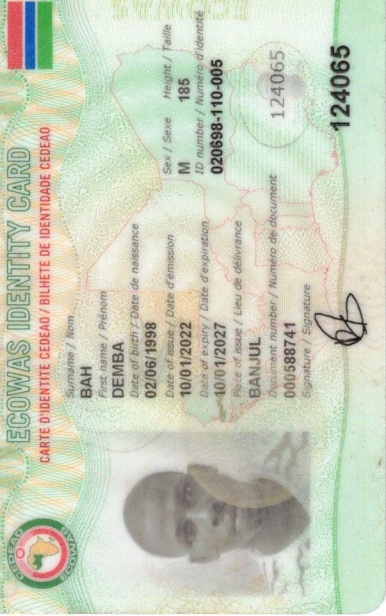 ECOWAS IDENTITY CARD
CARTE D'IDENTITE CEDEAO/ BILHETE DE IDENTIDADE CEDEAO
Surname / Nom
BAH
First name / Prénom
DEMBA
Date of birth / Date de naissance
02/06/1998
Sex / Sexe Height / Taille
M 185
Date of issue / Date d'émission
10/01/2022
ID number / Numéro d'identité
020698-110-005
Date of expiry / Date d'expiration
10/01/2027
Place of issue / Lieu de délivrance
BANJUL
Document number / Numéro de document
000588741
Signature / Signature
124065
124065
CEDEAO
ECOWAS